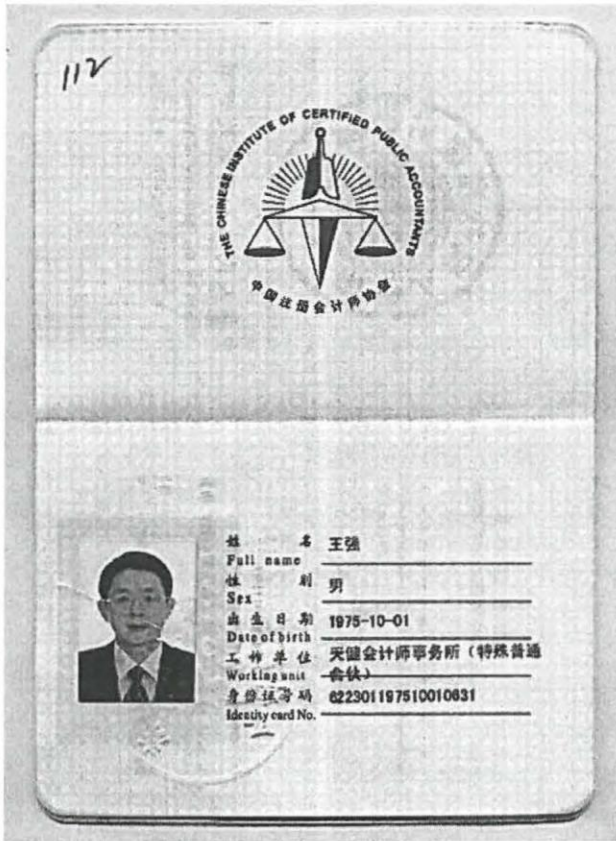 112
THE CHINESE INSTITUTE OF CERTIFIED PUBLIC ACCOUNTANTS
中国注册会计师协会
姓 名 王强
Full name
性 别 男
Sex
出生日期 1975-10-01
Date of birth
工作单位 天健会计师事务所（特殊普通
Working unit 合伙）
身份证号码 622301197510010631
Identity card No.